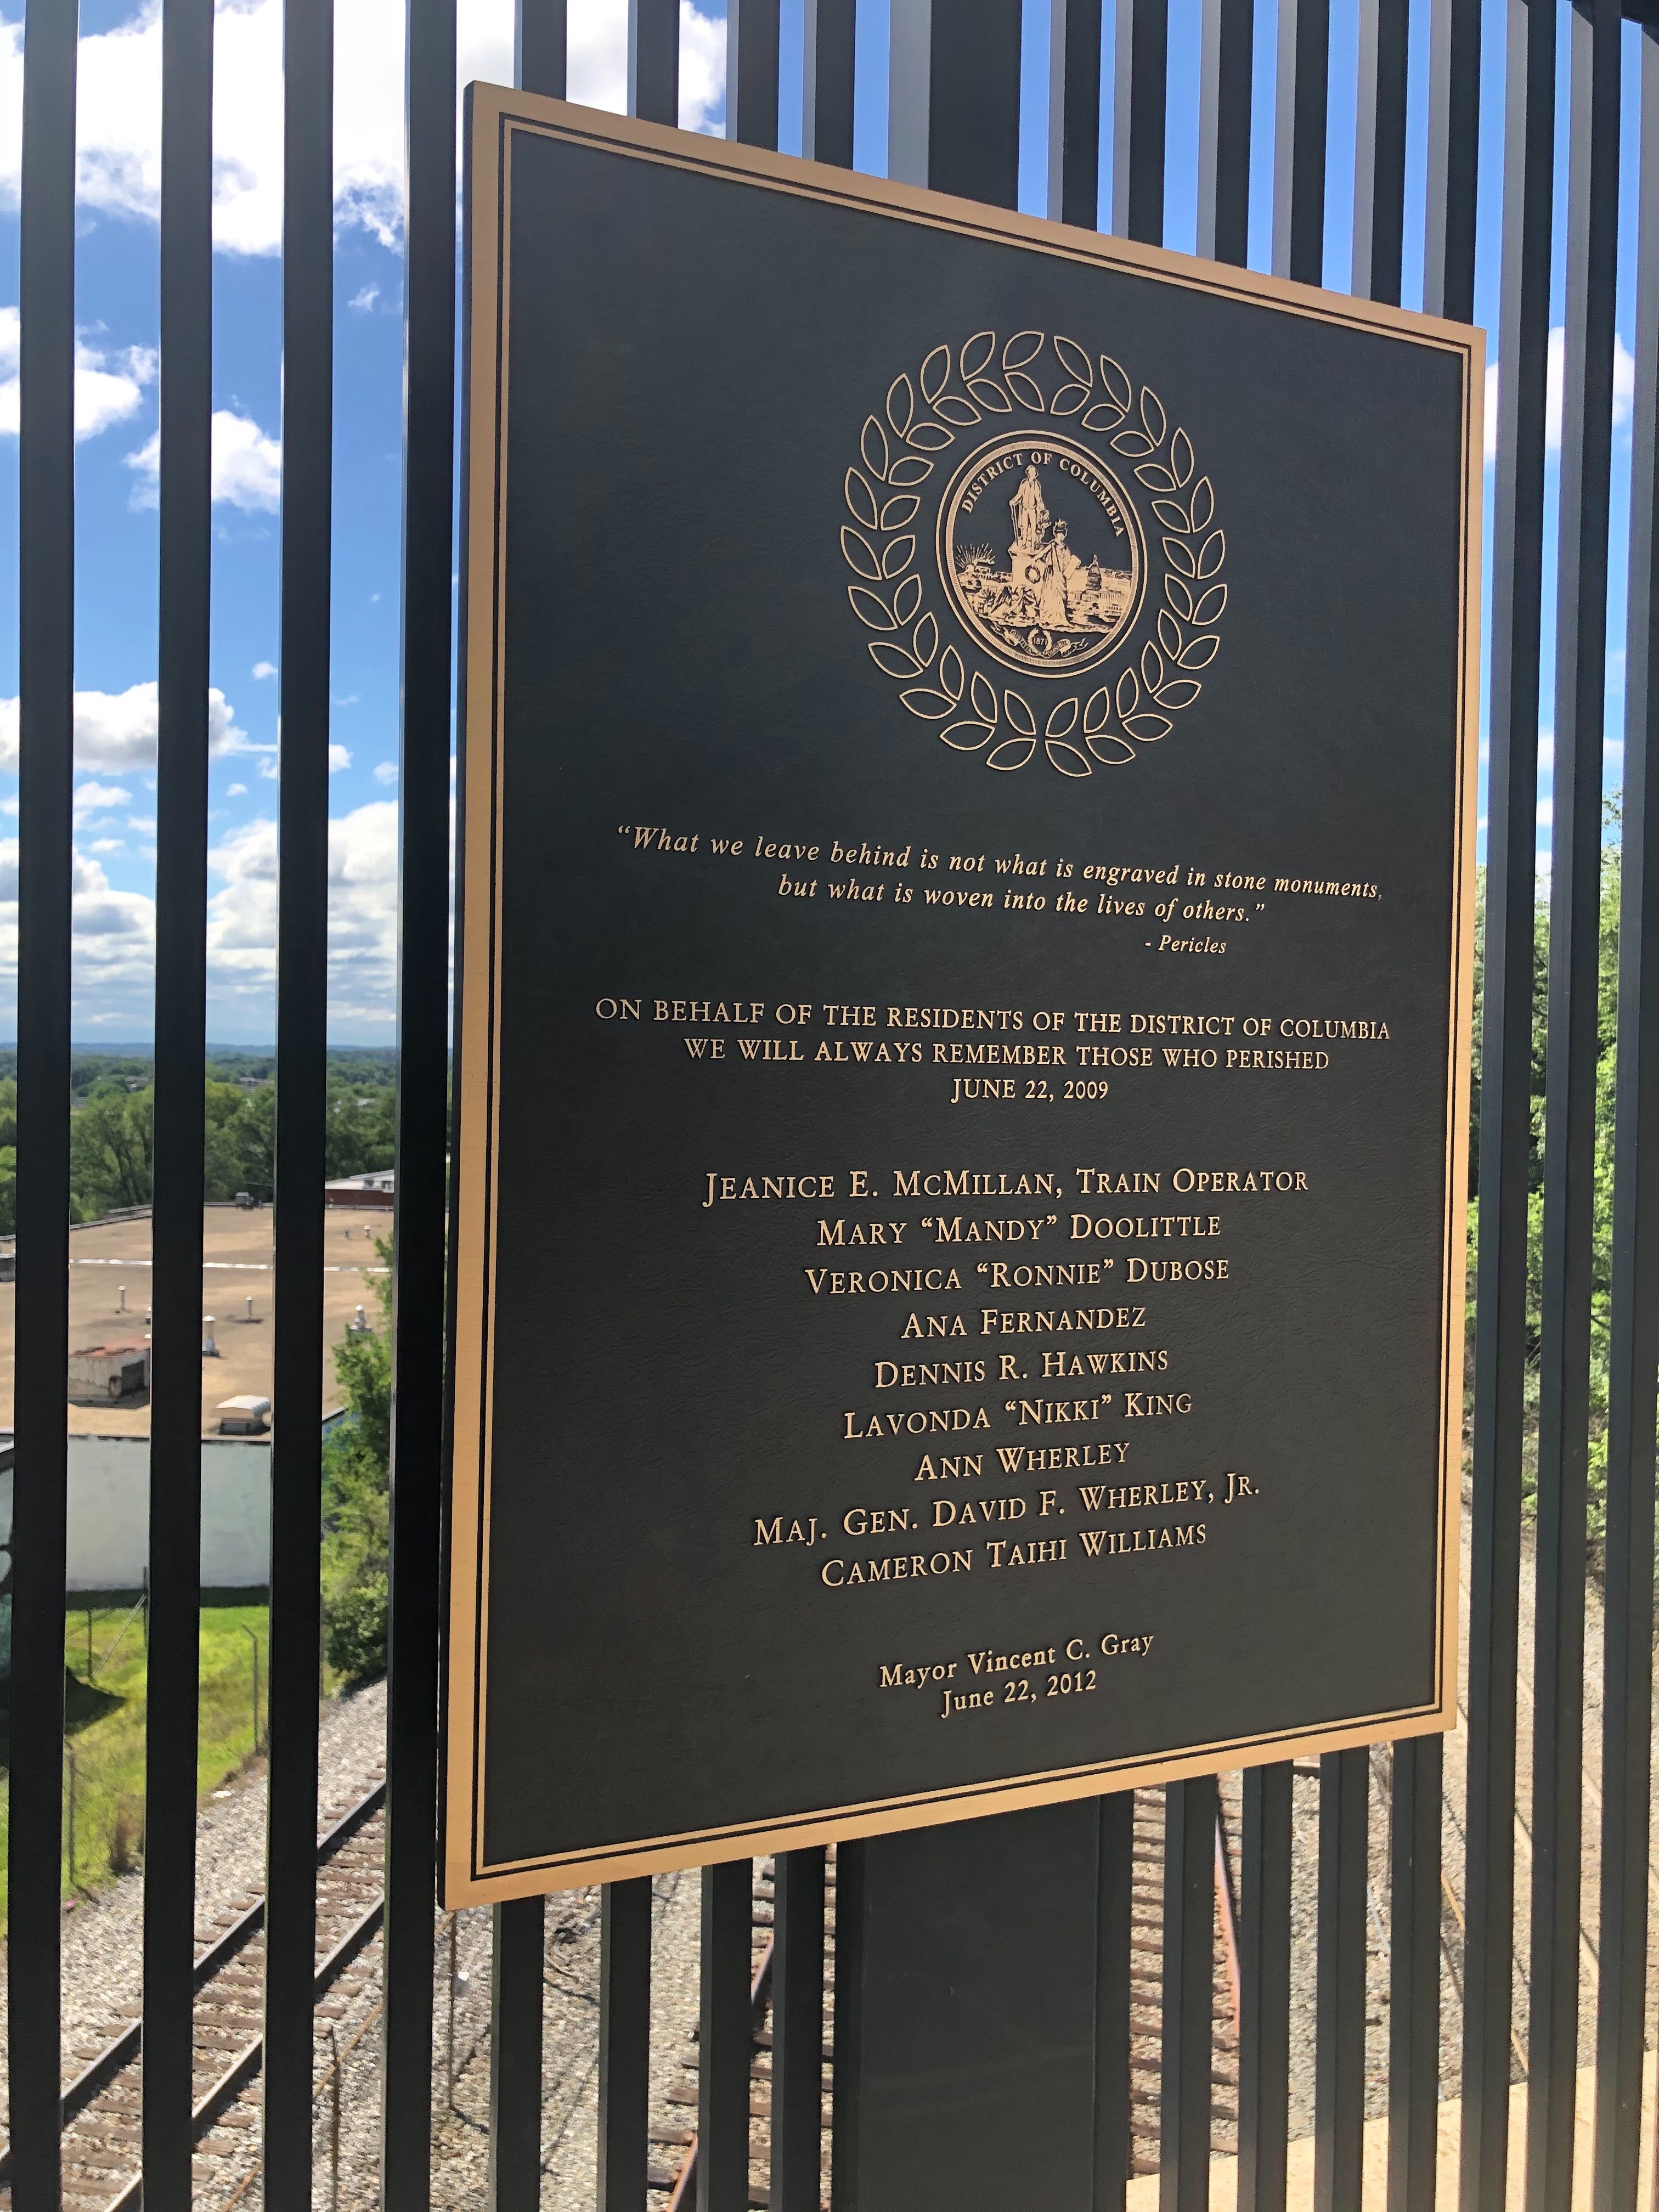 DISTRICT OF COLUMBIA
1871
“What we leave behind is not what is engraved in stone monuments,
but what is woven into the lives of others.”
- Pericles
ON BEHALF OF THE RESIDENTS OF THE DISTRICT OF COLUMBIA
WE WILL ALWAYS REMEMBER THOSE WHO PERISHED
JUNE 22, 2009
JEANICE E. MCMILLAN, TRAIN OPERATOR
MARY “MANDY” DOOLITTLE
VERONICA “RONNIE” DUBOSE
ANA FERNANDEZ
DENNIS R. HAWKINS
LAVONDA “NIKKI” KING
ANN WHERLEY
MAJ. GEN. DAVID F. WHERLEY, JR.
CAMERON TAIHI WILLIAMS
Mayor Vincent C. Gray
June 22, 2012